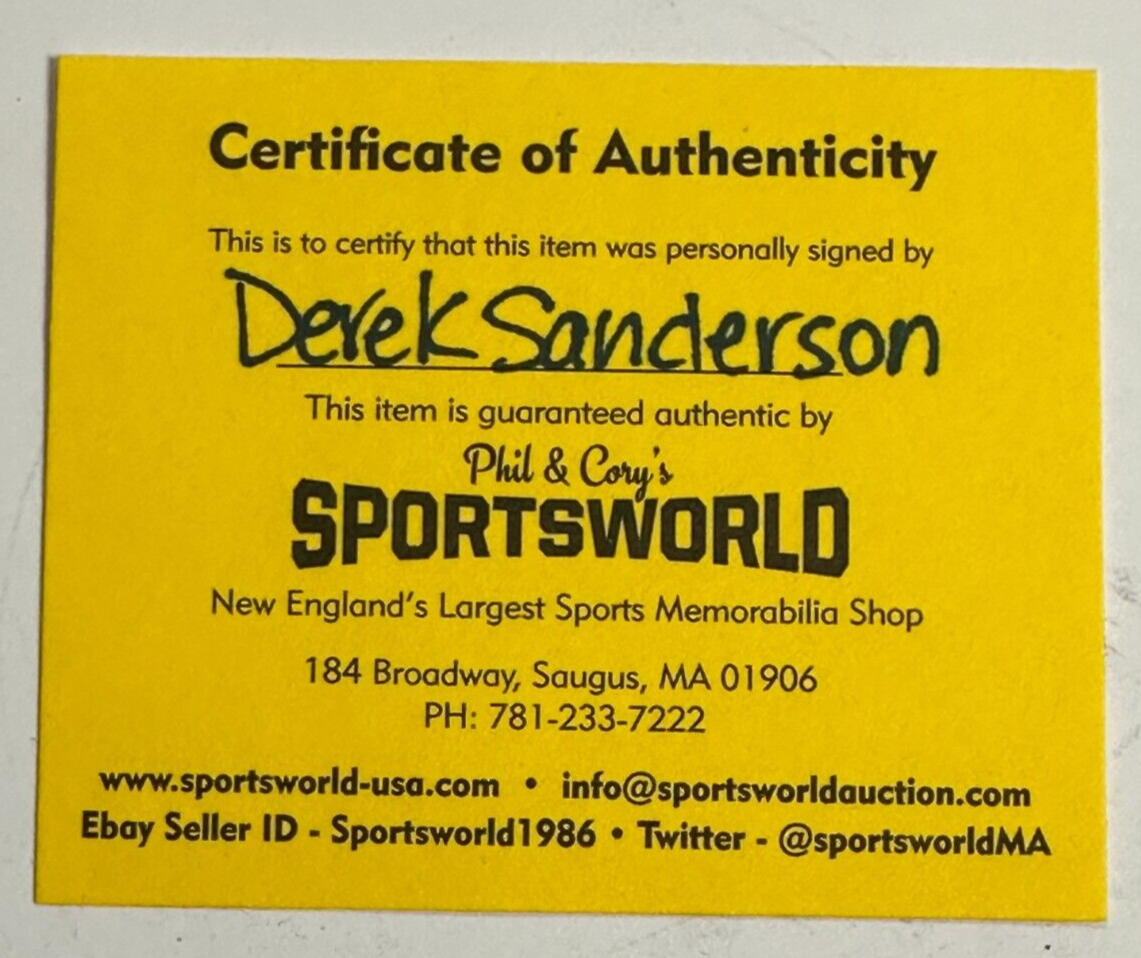 Certificate of Authenticity
This is to certify that this item was personally signed by
Derek Sanderson
This item is guaranteed authentic by
Phil & Cory's
SPORTSWORLD
New England's Largest Sports Memorabilia Shop
184 Broadway, Saugus, MA 01906
PH: 781-233-7222
www.sportsworld-usa.com • info@sportsworldauction.com
Ebay Seller ID - Sportsworld1986 • Twitter - @sportsworldMA